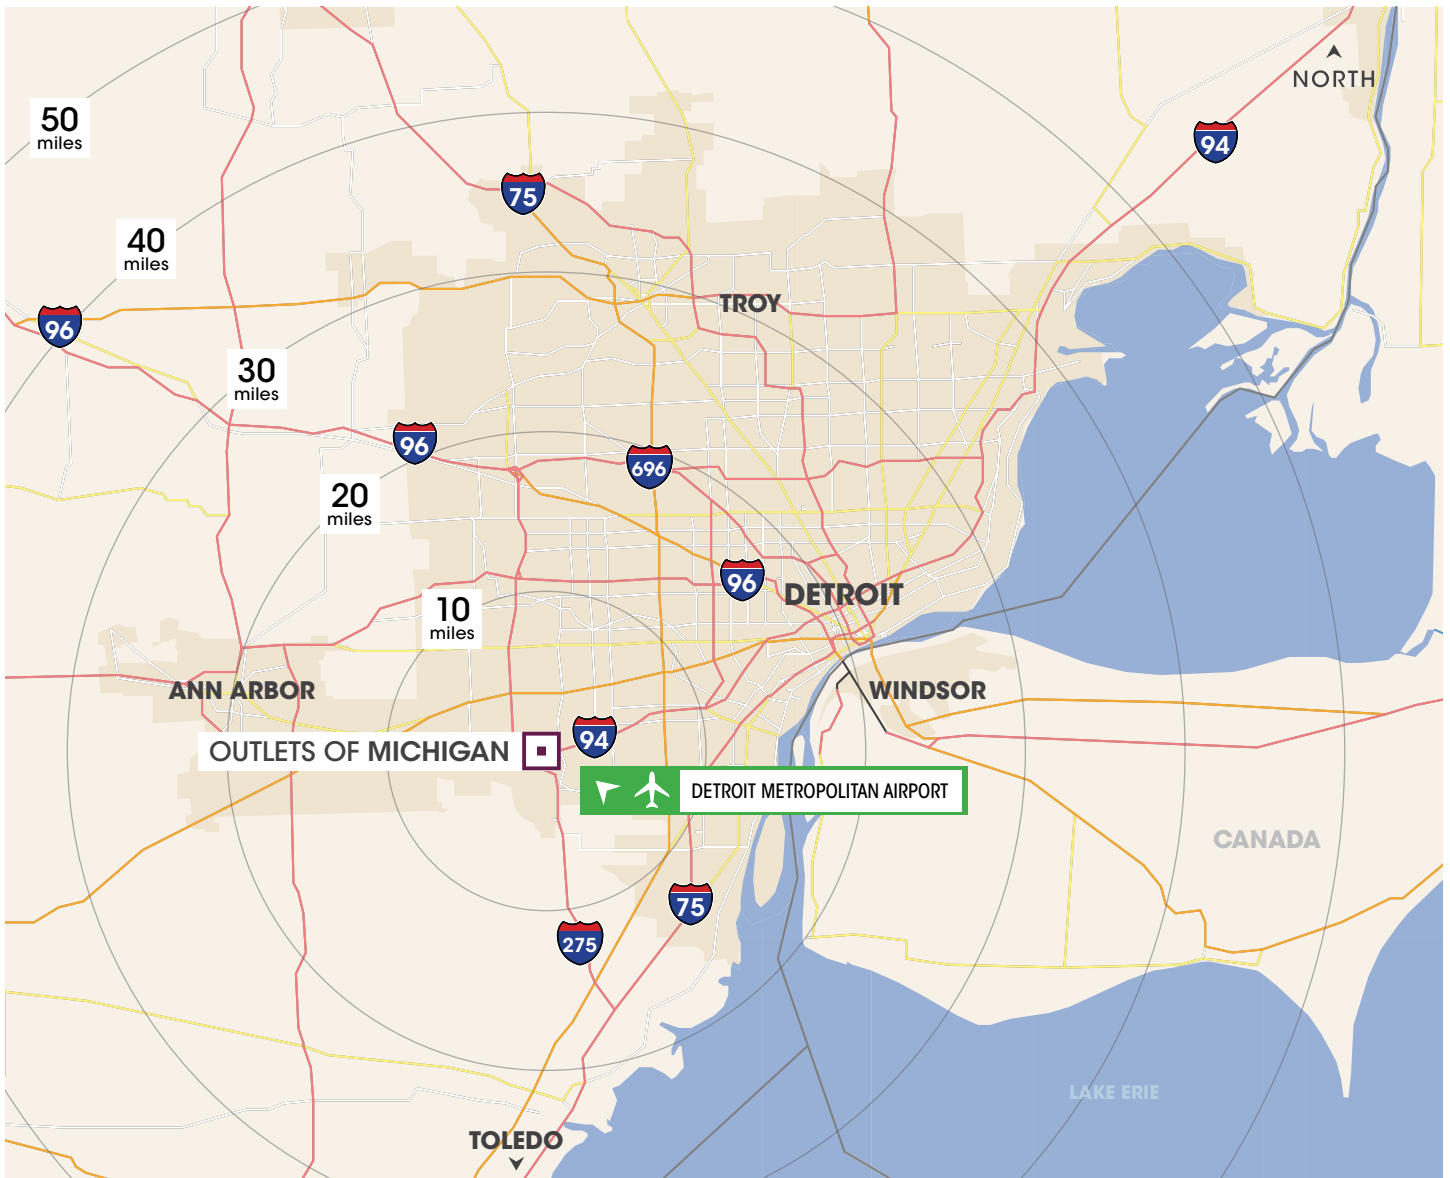 NORTH
50
miles
94
75
40
miles
TROY
96
30
miles
96
696
20
miles
96
DETROIT
10
miles
ANN ARBOR
WINDSOR
OUTLETS OF MICHIGAN
94
DETROIT METROPOLITAN AIRPORT
CANADA
75
275
LAKE ERIE
TOLEDO